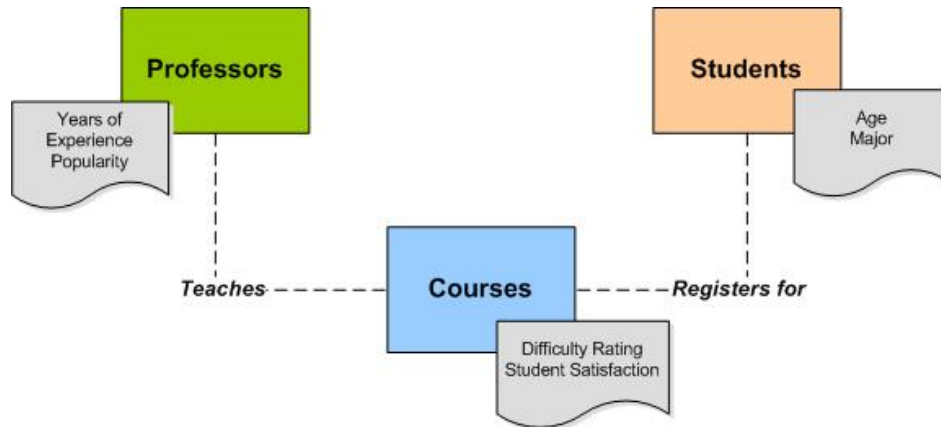 Professors
Years of
Experience
Popularity
Students
Age
Major
Teaches
Courses
Registers for
Difficulty Rating
Student Satisfaction